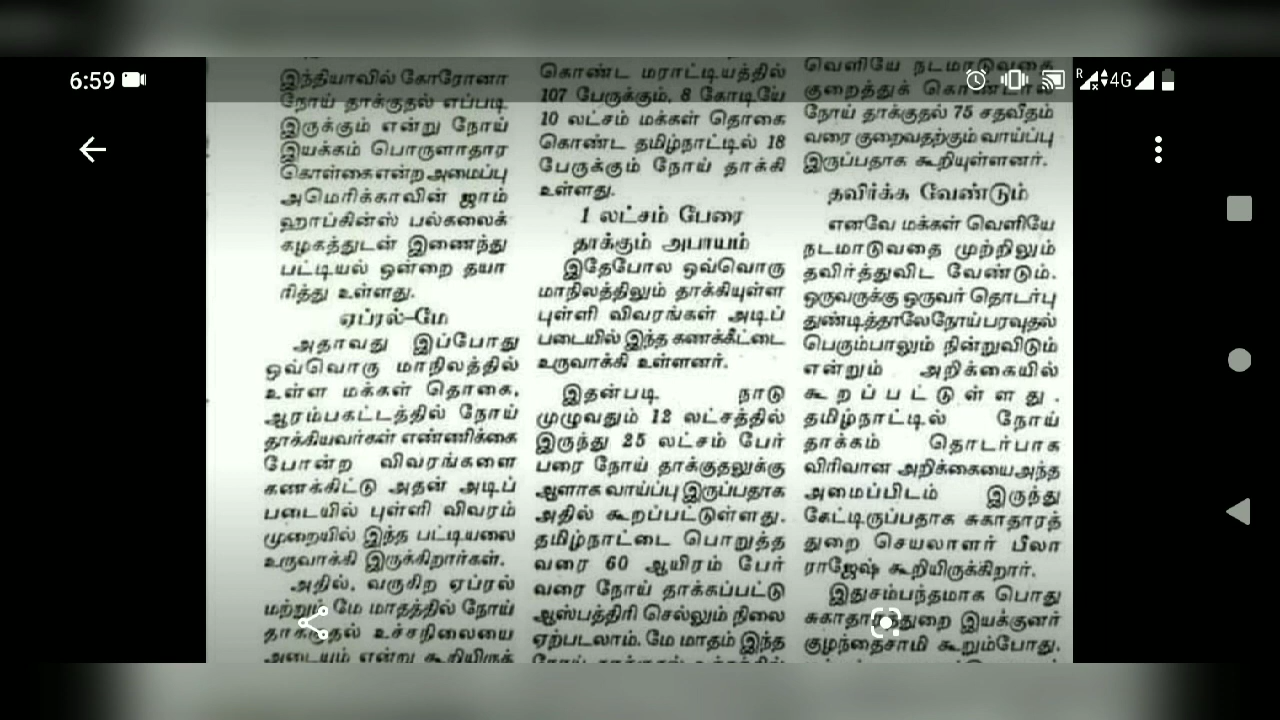 6:59
R 4G
இந்தியாவில் கோரோனா
நோய் தாக்குதல் எப்படி
இருக்கும் என்று நோய்
இயக்கம் பொருளாதார
கொள்கை என்ற அமைப்பு
அமெரிக்காவின் ஜாம்
ஹாப்கின்ஸ் பல்கலைக்
கழகத்துடன் இணைந்து
பட்டியல் ஒன்றை தயா
ரித்து உள்ளது.
ஏப்ரல்-மே
அதாவது இப்போது
ஒவ்வொரு மாநிலத்தில்
உள்ள மக்கள் தொகை,
ஆரம்பகட்டத்தில் நோய்
தாக்கியவர்கள் எண்ணிக்கை
போன்ற விவரங்களை
கணக்கிட்டு அதன் அடிப்
படையில் புள்ளி விவரம்
முறையில் இந்த பட்டியலை
உருவாக்கி இருக்கிறார்கள்.
அதில், வருகிற ஏப்ரல்
மற்றும் மே மாதத்தில் நோய்
தாக்குதல் உச்சநிலையை
அடையும் என்று கூறியிருக்
கொண்ட மராட்டியத்தில்
107 பேருக்கும், 8 கோடியே
10 லட்சம் மக்கள் தொகை
கொண்ட தமிழ்நாட்டில் 18
பேருக்கும் நோய் தாக்கி
உள்ளது.
1 லட்சம் பேரை
தாக்கும் அபாயம்
இதேபோல ஒவ்வொரு
மாநிலத்திலும் தாக்கியுள்ள
புள்ளி விவரங்கள் அடிப்
படையில் இந்த கணக்கீட்டை
உருவாக்கி உள்ளனர்.
இதன்படி நாடு
முழுவதும் 12 லட்சத்தில்
இருந்து 25 லட்சம் பேர்
பரை நோய் தாக்குதலுக்கு
ஆளாக வாய்ப்பு இருப்பதாக
அதில் கூறப்பட்டுள்ளது.
தமிழ்நாட்டை பொறுத்த
வரை 60 ஆயிரம் பேர்
வரை நோய் தாக்கப்பட்டு
ஆஸ்பத்திரி செல்லும் நிலை
ஏற்படலாம். மே மாதம் இந்த
வெளியே நடமாடுவதை
குறைத்துக் கொண்டால்
நோய் தாக்குதல் 75 சதவீதம்
வரை குறைவதற்கும் வாய்ப்பு
இருப்பதாக கூறியுள்ளனர்.
தவிர்க்க வேண்டும்
எனவே மக்கள் வெளியே
நடமாடுவதை முற்றிலும்
தவிர்த்துவிட வேண்டும்.
ஒருவருக்கு ஒருவர் தொடர்பு
துண்டித்தாலே நோய் பரவுதல்
பெரும்பாலும் நின்றுவிடும்
என்றும் அறிக்கையில்
கூறப்பட்டுள்ளது.
தமிழ்நாட்டில் நோய்
தாக்கம் தொடர்பாக
விரிவான அறிக்கையை அந்த
அமைப்பிடம் இருந்து
கேட்டிருப்பதாக சுகாதாரத்
துறை செயலாளர் பீலா
ராஜேஷ் கூறியிருக்கிறார்.
இதுசம்பந்தமாக பொது
சுகாதாரத்துறை இயக்குனர்
குழந்தைசாமி கூறும்போது,